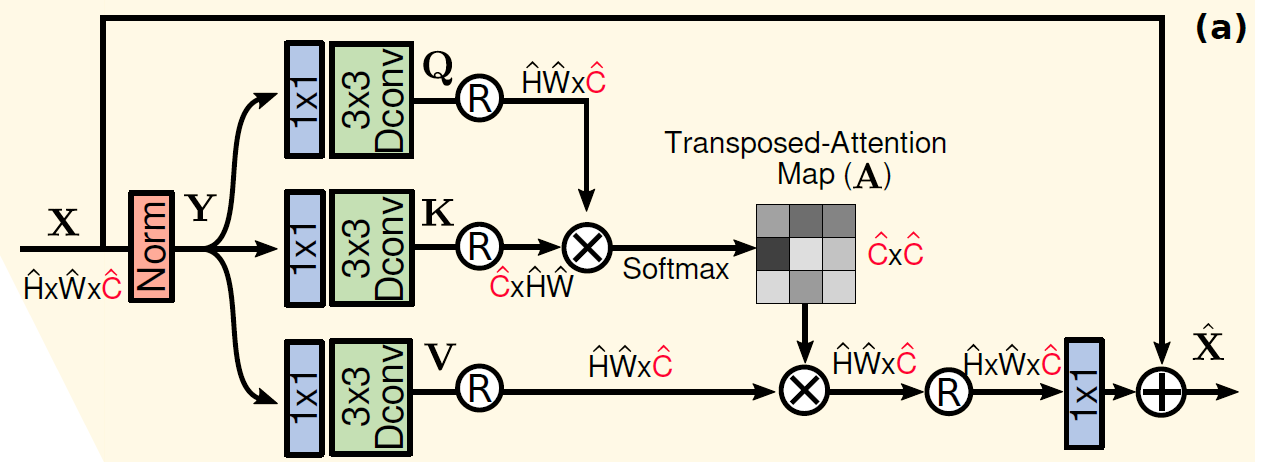 (a)
1x1
3x3
Dconv
Q
R
ĤŴxĈ
Transposed-Attention
Map (A)
X
Norm
Y
1x1
3x3
Dconv
K
R
Softmax
ĈxĈ
ĤxŴxĈ
ĈxĤŴ
1x1
3x3
Dconv
V
R
ĤŴxĈ
ĤŴxĈ
R
ĤxŴxĈ
1x1
X̂